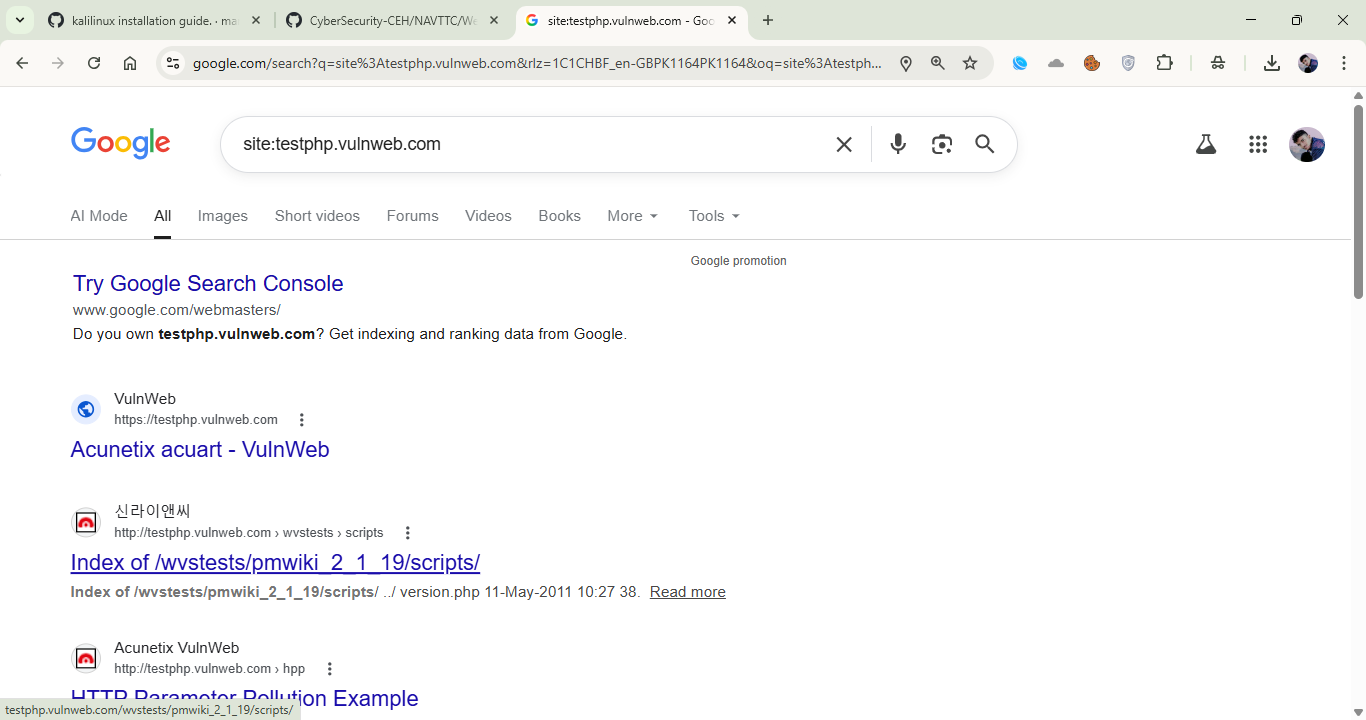 kalilinux installation guide. · ma
CyberSecurity-CEH/NAVTTC/We
site:testphp.vulnweb.com - Goo
google.com/search?q=site%3Atestphp.vulnweb.com&rlz=1C1CHBF_en-GBPK1164PK1164&oq=site%3Atestph...
Google
site:testphp.vulnweb.com
AI Mode
All
Images
Short videos
Forums
Videos
Books
More
Tools
Google promotion
Try Google Search Console
www.google.com/webmasters/
Do you own testphp.vulnweb.com? Get indexing and ranking data from Google.
VulnWeb
https://testphp.vulnweb.com
Acunetix acuart - VulnWeb
신라이앤씨
http://testphp.vulnweb.com › wvstests › scripts
Index of /wvstests/pmwiki_2_1_19/scripts/
Index of /wvstests/pmwiki_2_1_19/scripts/ ../ version.php 11-May-2011 10:27 38. Read more
Acunetix VulnWeb
http://testphp.vulnweb.com › hpp
HTTP Parameter Pollution Example
testphp.vulnweb.com/wvstests/pmwiki_2_1_19/scripts/